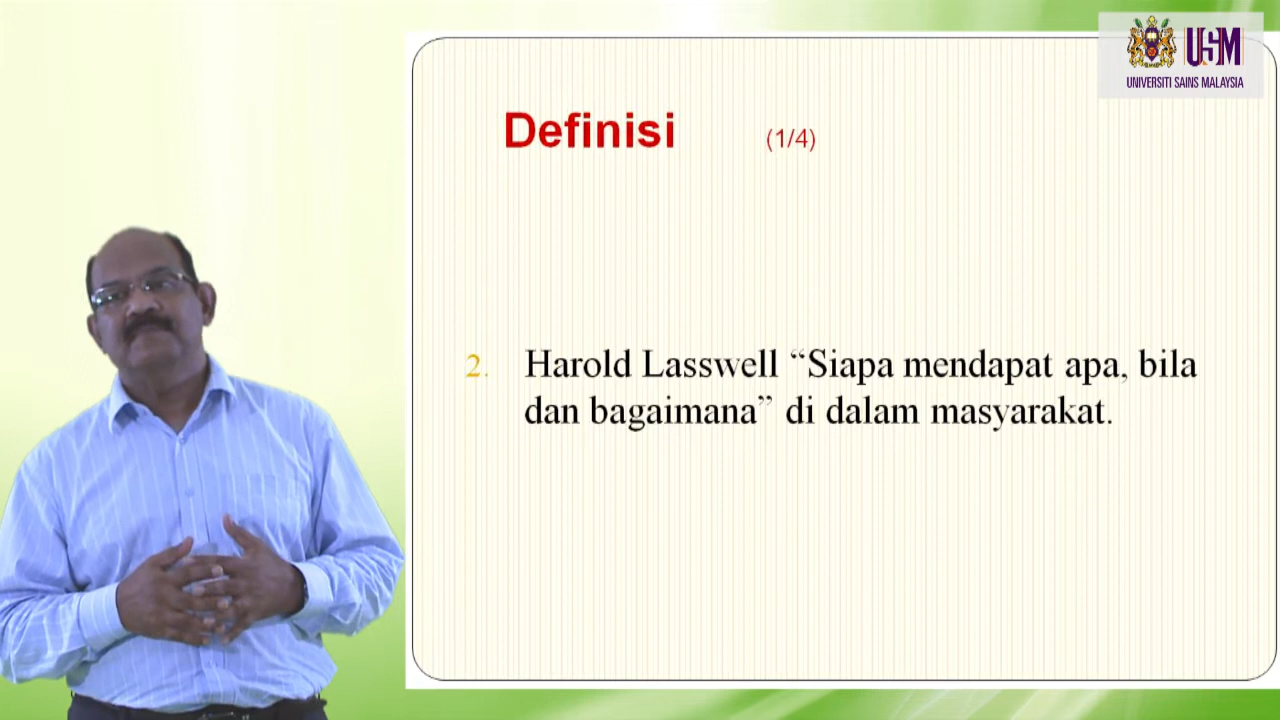 USM
UNIVERSITI SAINS MALAYSIA
Definisi (1/4)
2. Harold Lasswell “Siapa mendapat apa, bila
dan bagaimana” di dalam masyarakat.